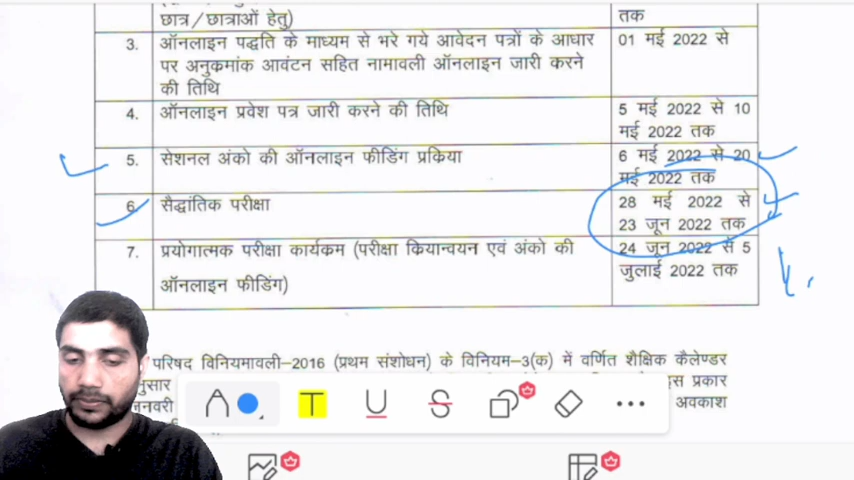 छात्र/छात्राओं हेतु)
तक
3. ऑनलाइन पद्धति के माध्यम से भरे गये आवेदन पत्रों के आधार 01 मई 2022 से
पर अनुकमांक आवंटन सहित नामावली ऑनलाइन जारी करने
की तिथि
4. ऑनलाइन प्रवेश पत्र जारी करने की तिथि 5 मई 2022 से 10
मई 2022 तक
5. सेशनल अंको की ऑनलाइन फीडिंग प्रकिया 6 मई 2022 से 20
मई 2022 तक
6 सैद्धांतिक परीक्षा 28 मई 2022 से
23 जून 2022 तक
7. प्रयोगात्मक परीक्षा कार्यकम (परीक्षा कियान्वयन एवं अंको की 24 जून 2022 से 5
जुलाई 2022 तक
ऑनलाइन फीडिंग)
परिषद विनियमावली-2016 (प्रथम संशोधन) के विनियम-3(क) में वर्णित शैक्षिक कैलेण्डर
प्रकार
अवकाश
T U S